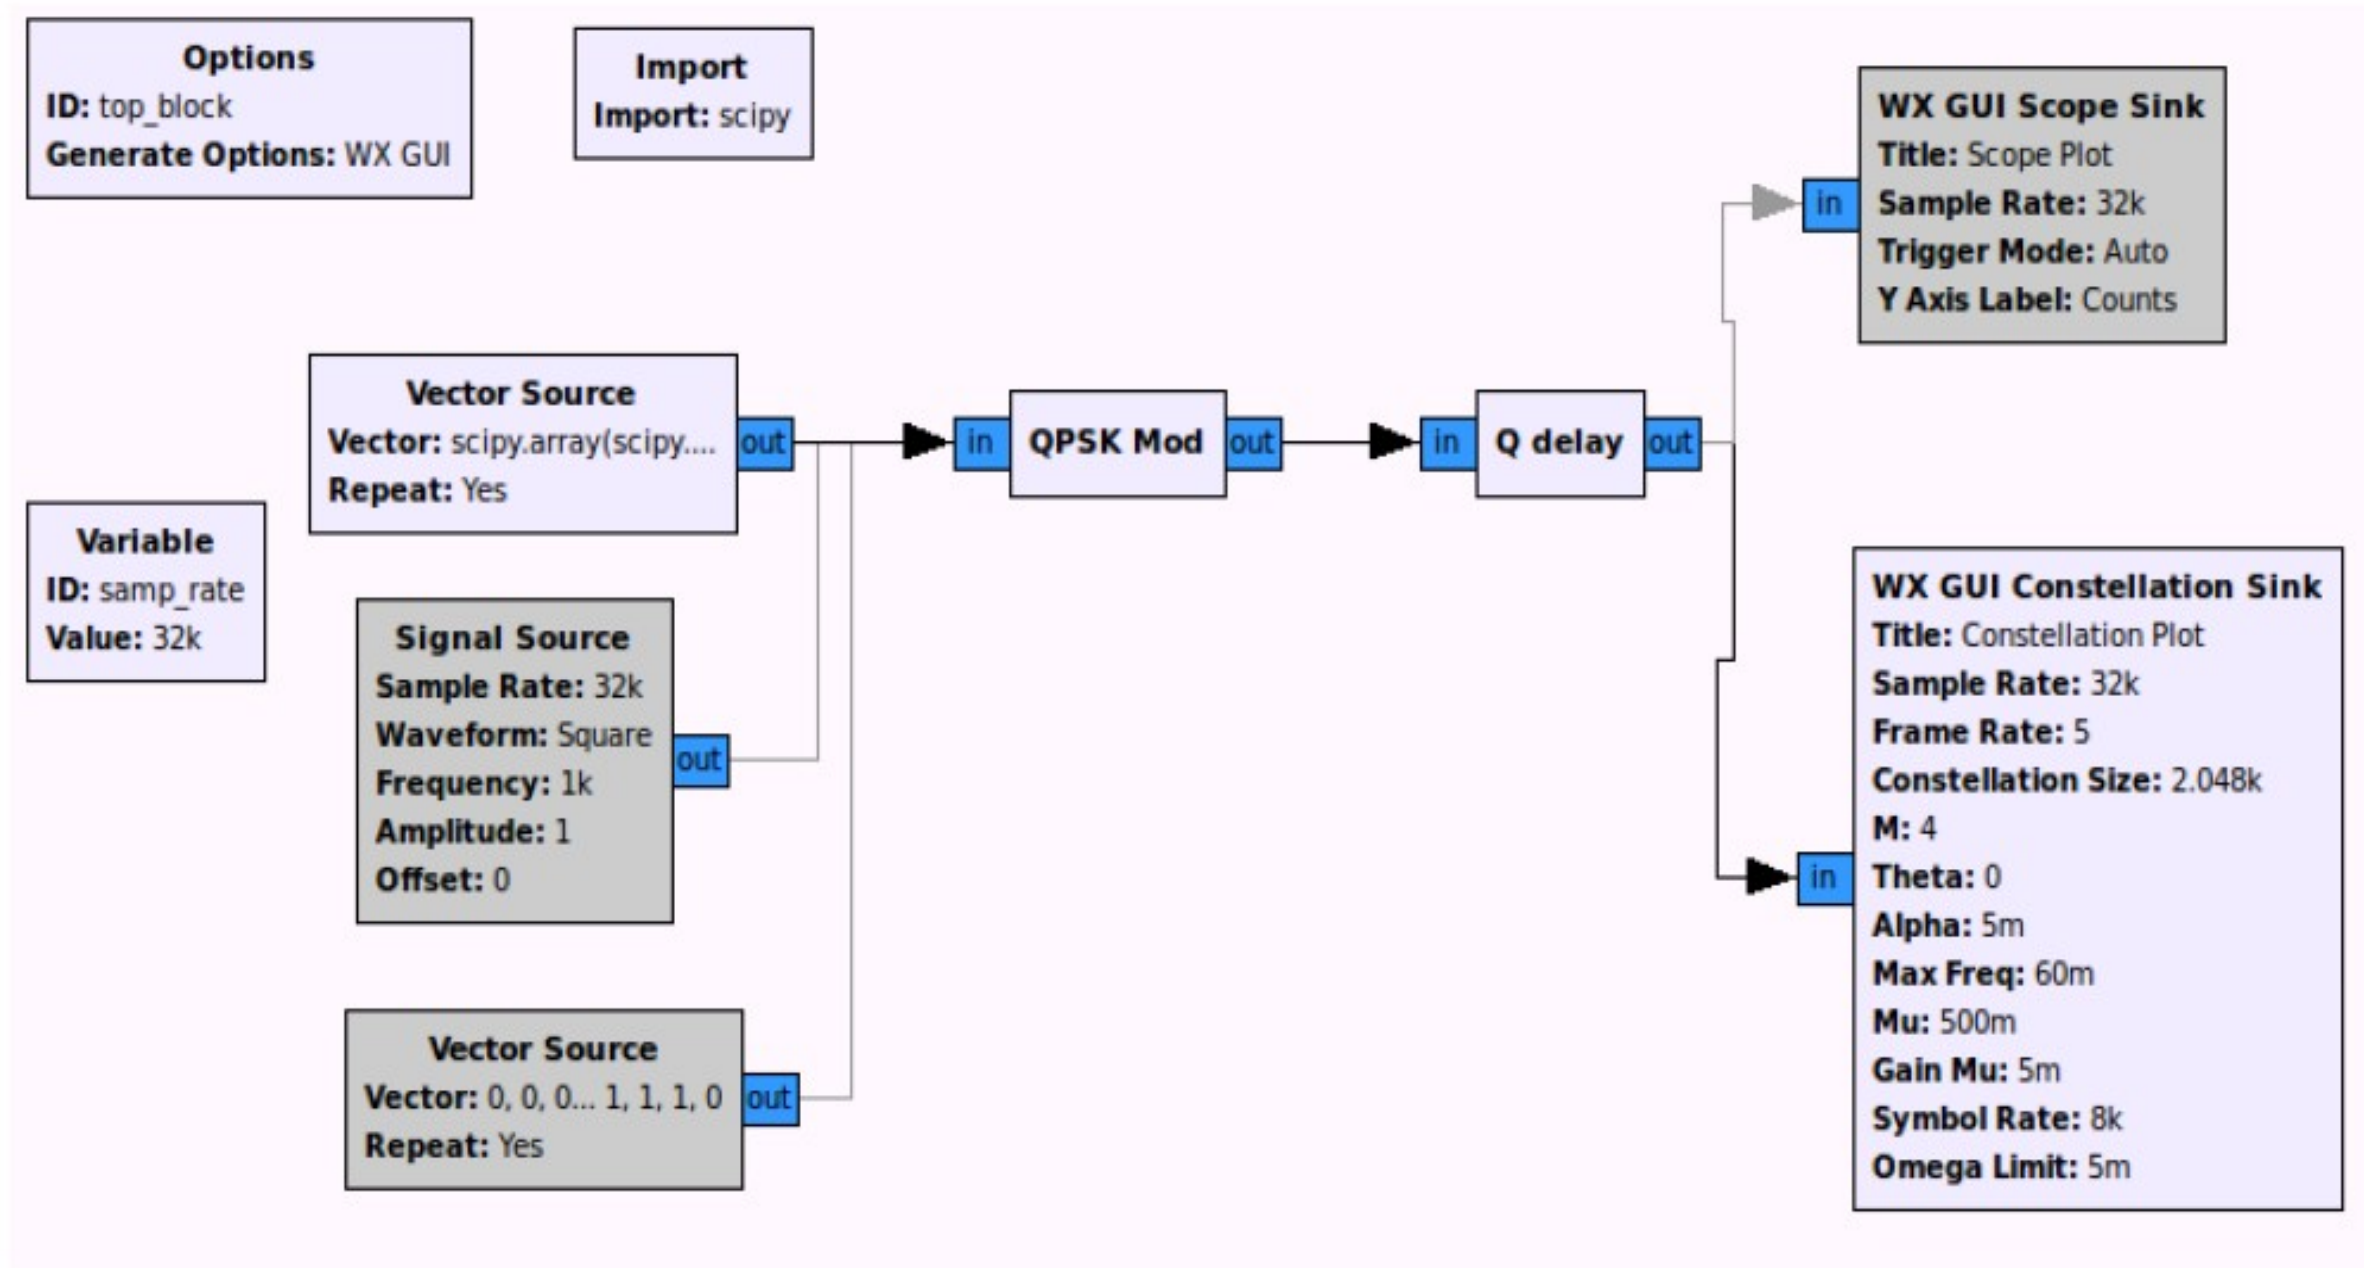 Options
ID: top_block
Generate Options: WX GUI
Import
Import: scipy
WX GUI Scope Sink
Title: Scope Plot
Sample Rate: 32k
Trigger Mode: Auto
Y Axis Label: Counts
in
Vector Source
Vector: scipy.array(scipy....
Repeat: Yes
out
in
QPSK Mod
out
in
Q delay
out
Variable
ID: samp_rate
Value: 32k
Signal Source
Sample Rate: 32k
Waveform: Square
Frequency: 1k
Amplitude: 1
Offset: 0
out
WX GUI Constellation Sink
Title: Constellation Plot
Sample Rate: 32k
Frame Rate: 5
Constellation Size: 2.048k
M: 4
Theta: 0
Alpha: 5m
Max Freq: 60m
Mu: 500m
Gain Mu: 5m
Symbol Rate: 8k
Omega Limit: 5m
in
Vector Source
Vector: 0, 0, 0... 1, 1, 1, 0
Repeat: Yes
out